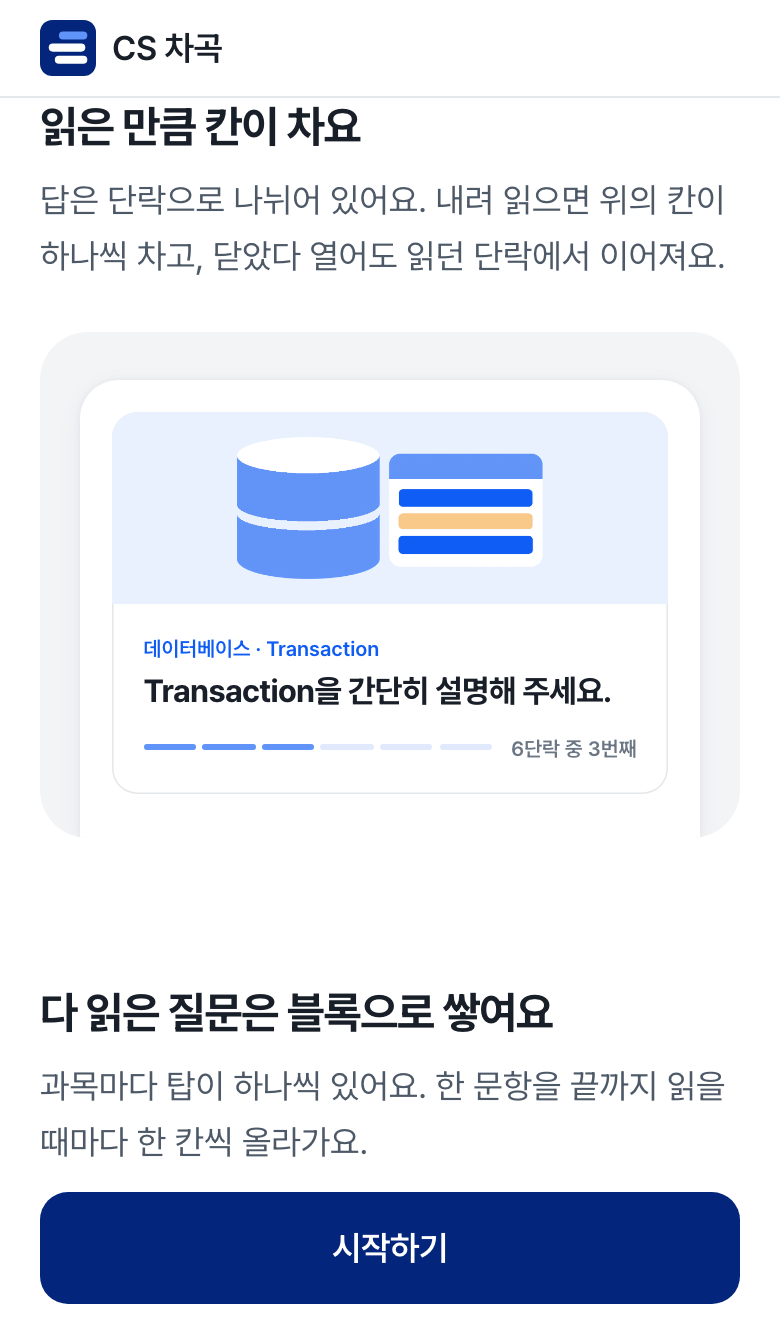 CS 차곡
읽은 만큼 칸이 차요
답은 단락으로 나뉘어 있어요. 내려 읽으면 위의 칸이
하나씩 차고, 닫았다 열어도 읽던 단락에서 이어져요.
데이터베이스 · Transaction
Transaction을 간단히 설명해 주세요.
6단락 중 3번째
다 읽은 질문은 블록으로 쌓여요
과목마다 탑이 하나씩 있어요. 한 문항을 끝까지 읽을
때마다 한 칸씩 올라가요.
시작하기